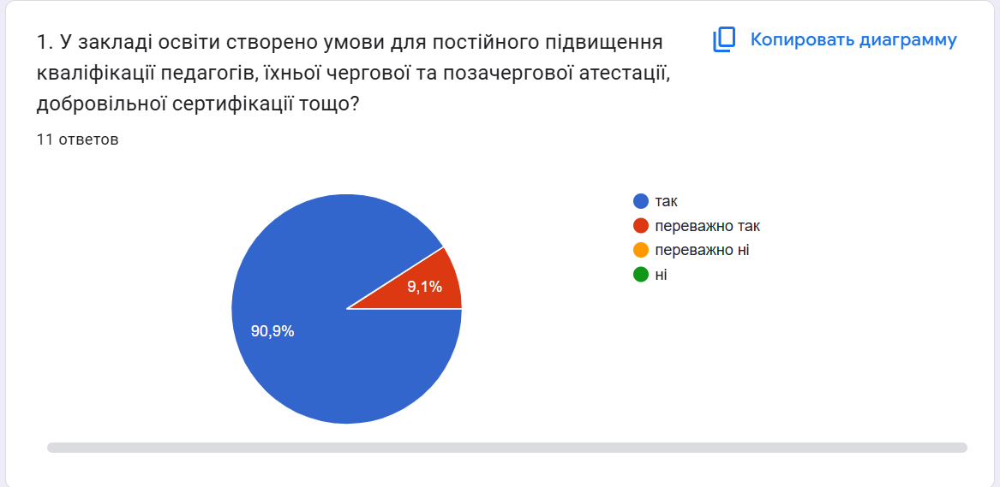 1. У закладі освіти створено умови для постійного підвищення
кваліфікації педагогів, їхньої чергової та позачергової атестації,
добровільної сертифікації тощо?
Копировать диаграмму
11 ответов
так
переважно так
переважно ні
ні
9,1%
90,9%